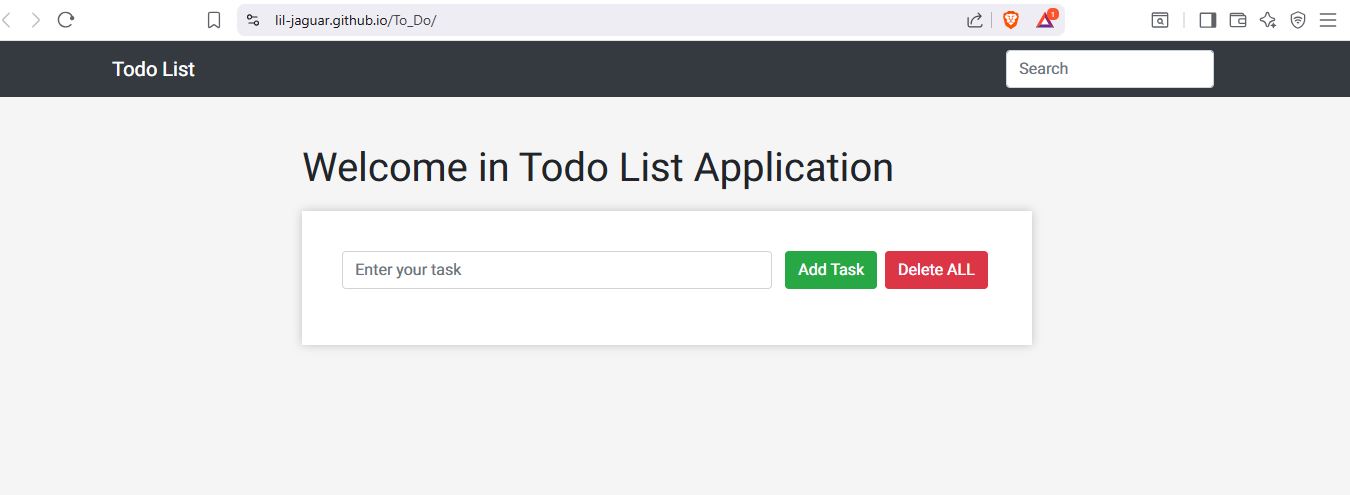 lil-jaguar.github.io/To_Do/
1
Todo List
Search
Welcome in Todo List Application
Enter your task
Add Task
Delete ALL